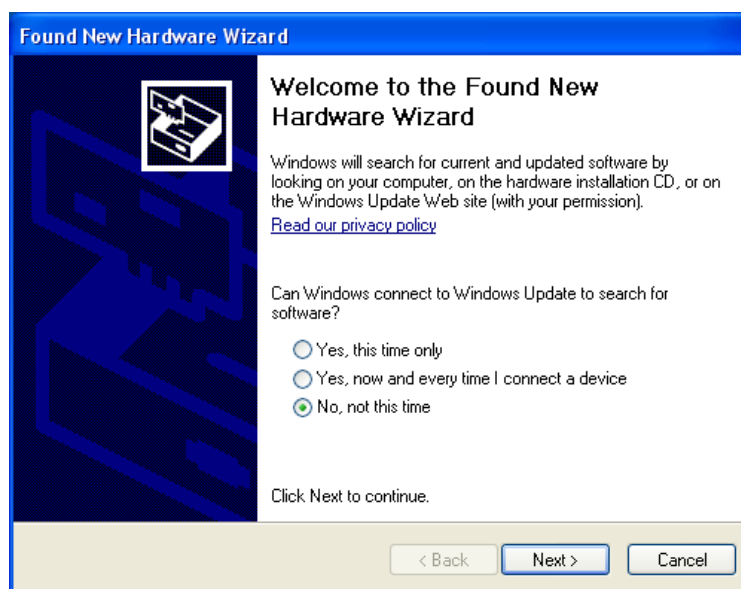 Found New Hardware Wizard
Welcome to the Found New
Hardware Wizard
Windows will search for current and updated software by
looking on your computer, on the hardware installation CD, or on
the Windows Update Web site (with your permission).
Read our privacy policy
Can Windows connect to Windows Update to search for
software?
Yes, this time only
Yes, now and every time I connect a device
No, not this time
Click Next to continue.
< Back
Next >
Cancel